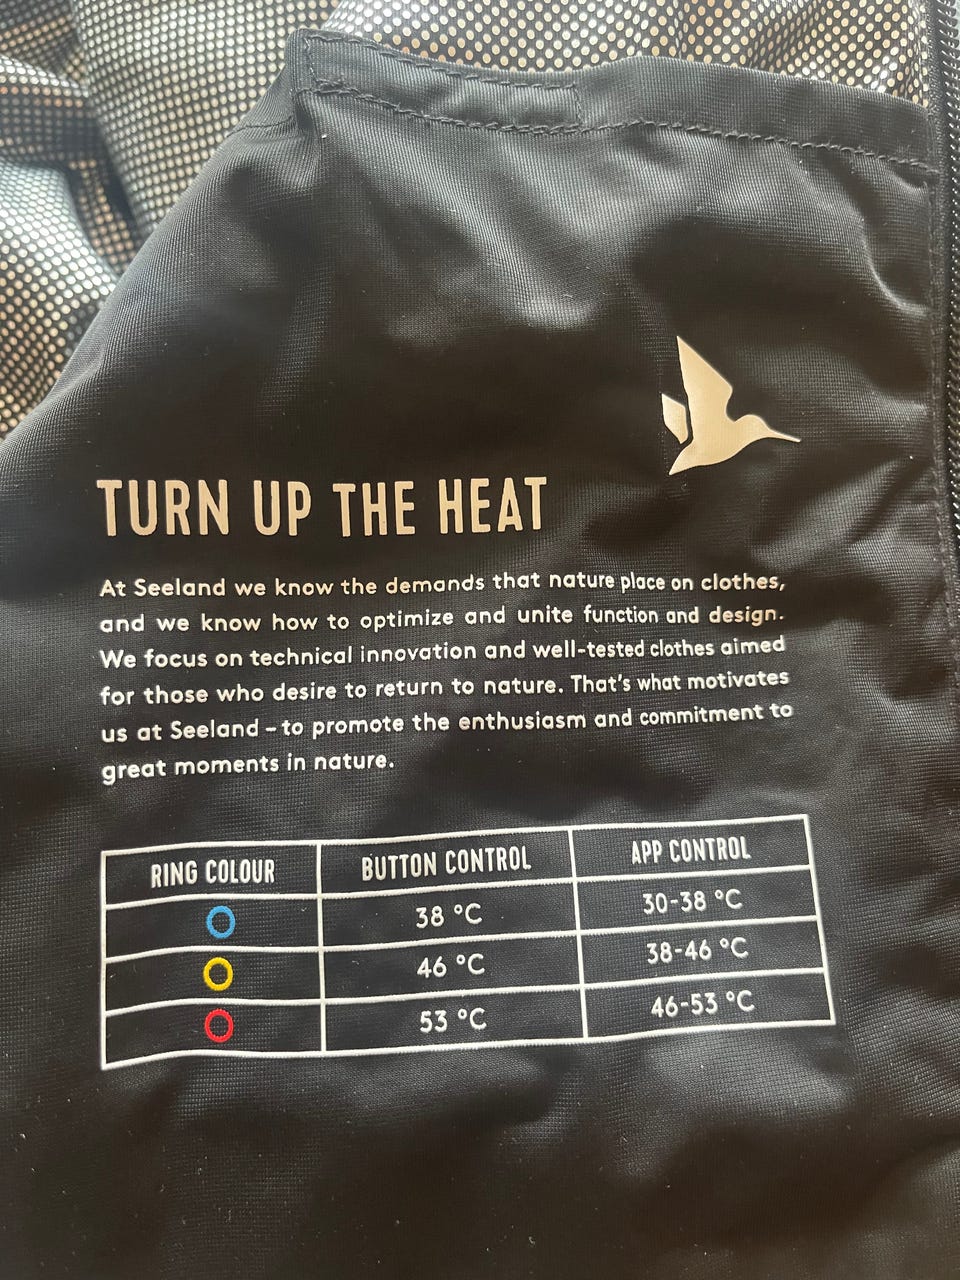 TURN UP THE HEAT
At Seeland we know the demands that nature place on clothes,
and we know how to optimize and unite function and design.
We focus on technical innovation and well-tested clothes aimed
for those who desire to return to nature. That's what motivates
us at Seeland – to promote the enthusiasm and commitment to
great moments in nature.
RING COLOUR BUTTON CONTROL APP CONTROL
38 °C 30-38 °C
46 °C 38-46 °C
53 °C 46-53 °C